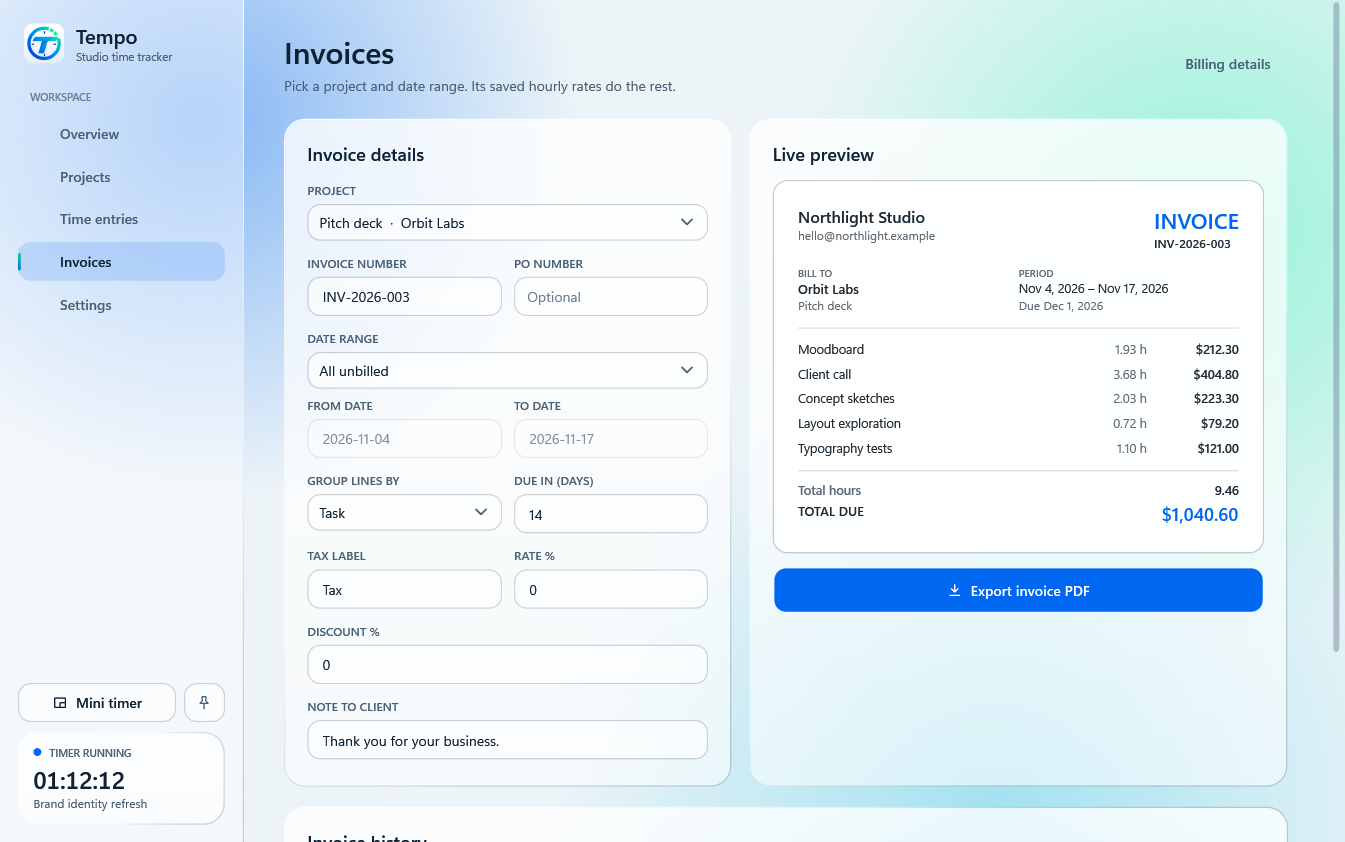 Tempo
Studio time tracker
WORKSPACE
Overview
Projects
Time entries
Invoices
Settings
Mini timer
TIMER RUNNING
01:12:12
Brand identity refresh
Invoices
Pick a project and date range. Its saved hourly rates do the rest.
Billing details
Invoice details
PROJECT
Pitch deck · Orbit Labs
INVOICE NUMBER PO NUMBER
INV-2026-003 Optional
DATE RANGE
All unbilled
FROM DATE TO DATE
2026-11-04 2026-11-17
GROUP LINES BY DUE IN (DAYS)
Task 14
TAX LABEL RATE %
Tax 0
DISCOUNT %
0
NOTE TO CLIENT
Thank you for your business.
Live preview
Northlight Studio INVOICE
hello@northlight.example INV-2026-003
BILL TO PERIOD
Orbit Labs Nov 4, 2026 – Nov 17, 2026
Pitch deck Due Dec 1, 2026
Moodboard 1.93 h $212.30
Client call 3.68 h $404.80
Concept sketches 2.03 h $223.30
Layout exploration 0.72 h $79.20
Typography tests 1.10 h $121.00
Total hours 9.46
TOTAL DUE $1,040.60
Export invoice PDF
Invoice history